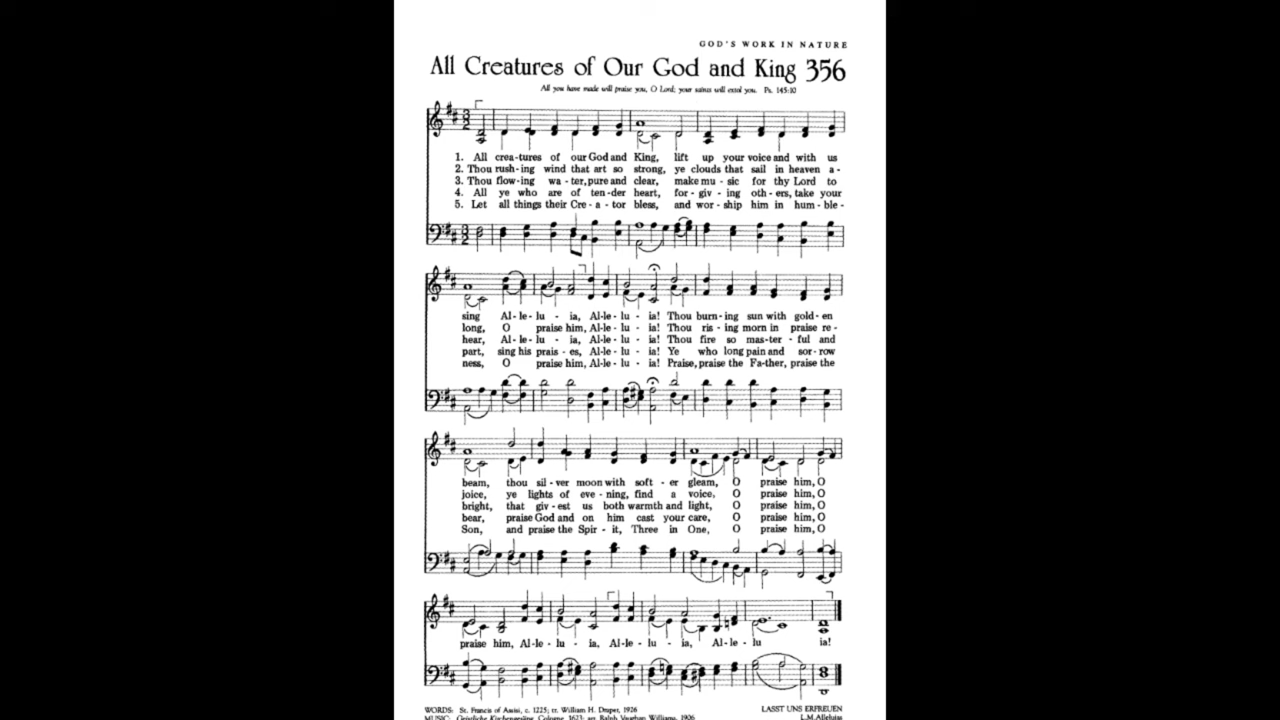 GOD'S WORK IN NATURE
All Creatures of Our God and King 356
All you have made will praise you, O Lord; your saints will extol you. Ps. 145:10
1. All crea-tures of our God and King, lift up your voice and with us
2. Thou rush-ing wind that art so strong, ye clouds that sail in heaven a-
3. Thou flow-ing wa-ter, pure and clear, make mu-sic for thy Lord to
4. All ye who are of ten-der heart, for-giv-ing oth-ers, take your
5. Let all things their Cre-a-tor bless, and wor-ship him in hum-ble-
sing Al-le-lu-ia, Al-le-lu-ia! Thou burn-ing sun with gold-en
long, O praise him, Al-le-lu-ia! Thou ris-ing morn in praise re-
hear, Al-le-lu-ia, Al-le-lu-ia! Thou fire so mas-ter-ful and
part, sing his prais-es, Al-le-lu-ia! Ye who long pain and sor-row
ness, O praise him, Al-le-lu-ia! Praise, praise the Fa-ther, praise the
beam, thou sil-ver moon with soft-er gleam, O praise him, O
joice, ye lights of eve-ning, find a voice, O praise him, O
bright, that giv-est us both warmth and light, O praise him, O
bear, praise God and on him cast your care, O praise him, O
Son, and praise the Spir-it, Three in One, O praise him, O
praise him, Al-le-lu-ia, Al-le-lu-ia, Al-le-lu ia!
WORDS: St. Francis of Assisi, c. 1225; tr. William H. Draper, 1926
LASST UNS ERFREUEN
MUSIC: Geistliche Kirchengesäng, Cologne, 1623; arr. Ralph Vaughan Williams, 1906
L.M.Alleluias